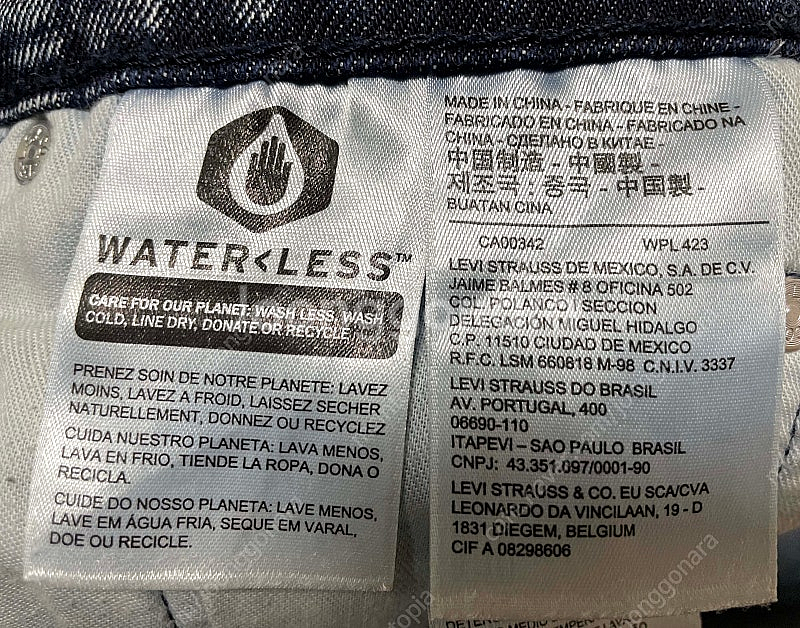 WATER<LESS™
CARE FOR OUR PLANET: WASH LESS, WASH
COLD, LINE DRY, DONATE OR RECYCLE
PRENEZ SOIN DE NOTRE PLANETE: LAVEZ
MOINS, LAVEZ A FROID, LAISSEZ SECHER
NATURELLEMENT, DONNEZ OU RECYCLEZ
CUIDA NUESTRO PLANETA: LAVA MENOS,
LAVA EN FRIO, TIENDE LA ROPA, DONA O
RECICLA.
CUIDE DO NOSSO PLANETA: LAVE MENOS,
LAVE EM ÁGUA FRIA, SEQUE EM VARAL,
DOE OU RECICLE.
MADE IN CHINA - FABRIQUE EN CHINE -
FABRICADO EN CHINA - FABRICADO NA
CHINA - СДЕЛАНО В КИТАЕ -
中国制造 - 中國製 -
제조국 : 중국 - 中国製 -
BUATAN CINA
CA00342 WPL 423
LEVI STRAUSS DE MEXICO, S.A. DE C.V.
JAIME BALMES # 8 OFICINA 502
COL. POLANCO I SECCION
DELEGACIÓN MIGUEL HIDALGO
C.P. 11510 CIUDAD DE MEXICO
R.F.C. LSM 660818 M-98 C.N.I.V. 3337
LEVI STRAUSS DO BRASIL
AV. PORTUGAL, 400
06690-110
ITAPEVI – SAO PAULO BRASIL
CNPJ: 43.351.097/0001-90
LEVI STRAUSS & CO. EU SCA/CVA
LEONARDO DA VINCILAAN, 19 - D
1831 DIEGEM, BELGIUM
CIF A 08298606